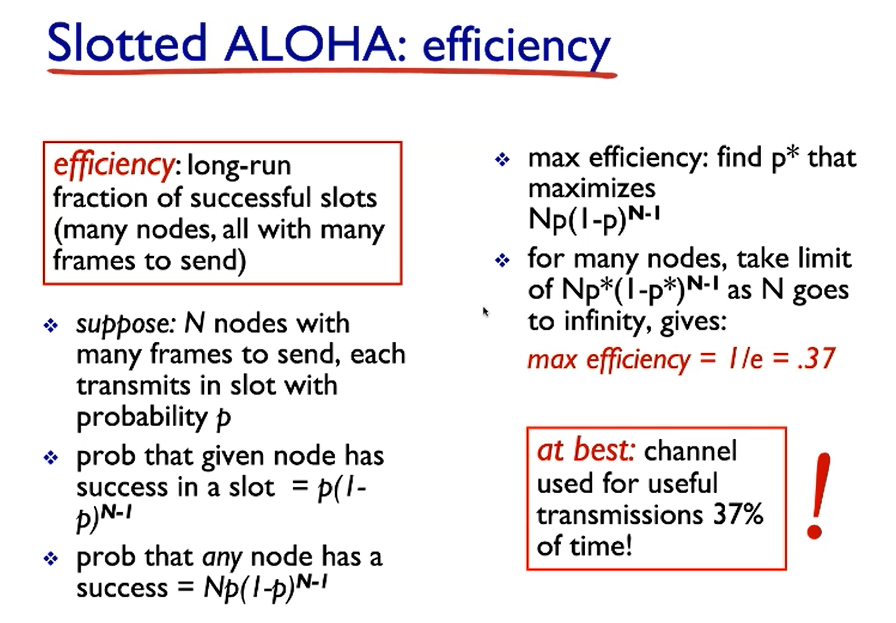 Slotted ALOHA: efficiency
efficiency: long-run
fraction of successful slots
(many nodes, all with many
frames to send)
❖ suppose: N nodes with
many frames to send, each
transmits in slot with
probability p
❖ prob that given node has
success in a slot = p(1-
p)ᴺ⁻¹
❖ prob that any node has a
success = Np(1-p)ᴺ⁻¹
❖ max efficiency: find p* that
maximizes
Np(1-p)ᴺ⁻¹
❖ for many nodes, take limit
of Np*(1-p*)ᴺ⁻¹ as N goes
to infinity, gives:
max efficiency = 1/e = .37
at best: channel
used for useful
transmissions 37%
of time!
!